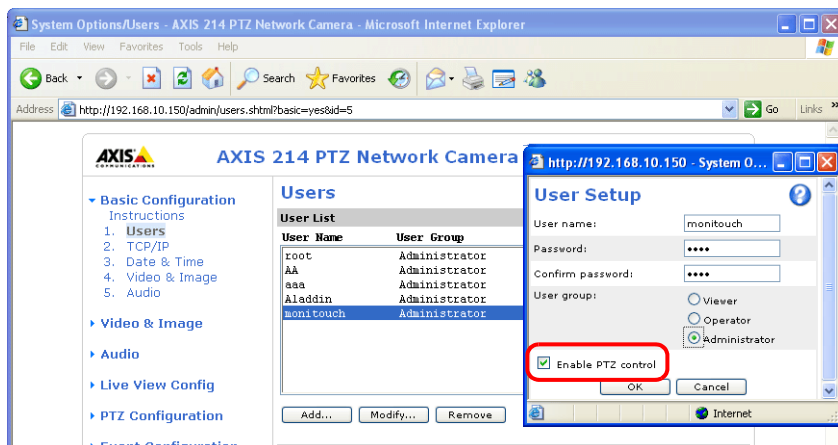 System Options/Users - AXIS 214 PTZ Network Camera - Microsoft Internet Explorer
File Edit View Favorites Tools Help
Back Search Favorites
Address http://192.168.10.150/admin/users.shtml?basic=yes&id=5 Go Links »
AXIS
COMMUNICATIONS
AXIS 214 PTZ Network Camera
Basic Configuration
Instructions
1. Users
2. TCP/IP
3. Date & Time
4. Video & Image
5. Audio
Video & Image
Audio
Live View Config
PTZ Configuration
Event Configuration
Users
User List
User Name User Group
root Administrator
AA Administrator
aaa Administrator
Aladdin Administrator
monitouch Administrator
Add... Modify... Remove
http://192.168.10.150 - System O...
User Setup
User name: monitouch
Password: ••••
Confirm password: ••••
User group: Viewer
Operator
Administrator
Enable PTZ control
OK Cancel
Internet